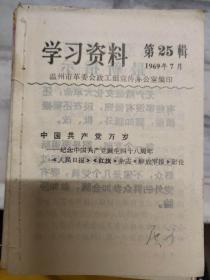 学习资料
第25辑
1969年7月
温州市革委会政工组宣传办公室编印
中国共产党万岁
——纪念中国共产党诞生四十八周年
《人民日报》《红旗》杂志《解放军报》社论